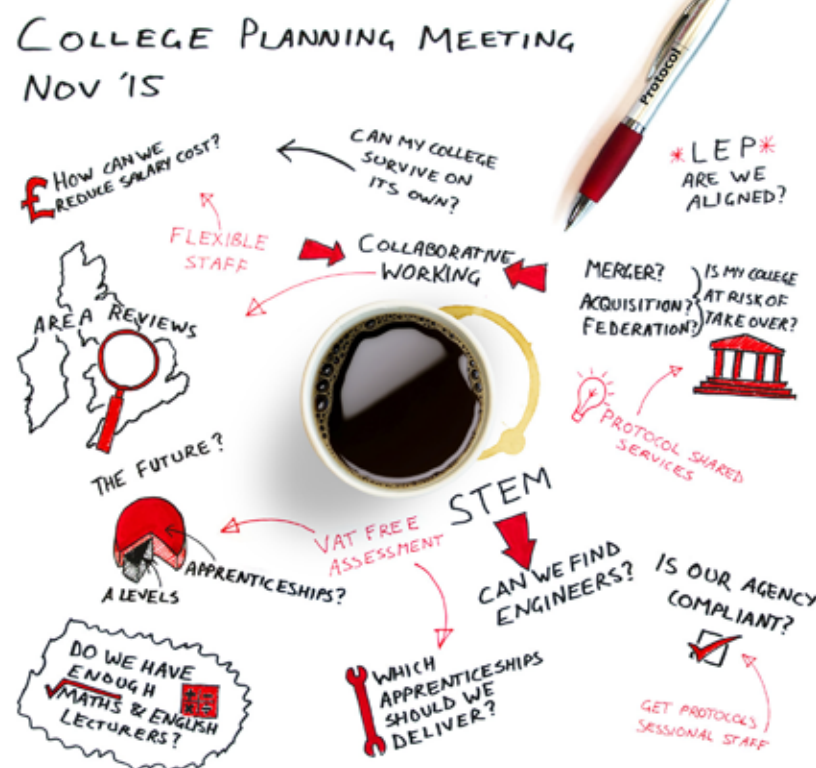 COLLEGE PLANNING MEETING
NOV '15
Protocol
£ HOW CAN WE
REDUCE SALARY COST?
CAN MY COLLEGE
SURVIVE ON
ITS OWN?
*LEP*
ARE WE
ALIGNED?
FLEXIBLE
STAFF
COLLABORATIVE
WORKING
MERGER?
ACQUISITION?
FEDERATION?
IS MY COLLEGE
AT RISK OF
TAKE OVER?
AREA REVIEWS
PROTOCOL SHARED
SERVICES
THE FUTURE?
STEM
CAN WE FIND
ENGINEERS?
VAT FREE
ASSESSMENT
APPRENTICESHIPS?
A LEVELS
IS OUR AGENCY
COMPLIANT?
DO WE HAVE
ENOUGH
MATHS & ENGLISH
LECTURERS?
WHICH
APPRENTICESHIPS
SHOULD WE
DELIVER?
GET PROTOCOLS
SESSIONAL STAFF